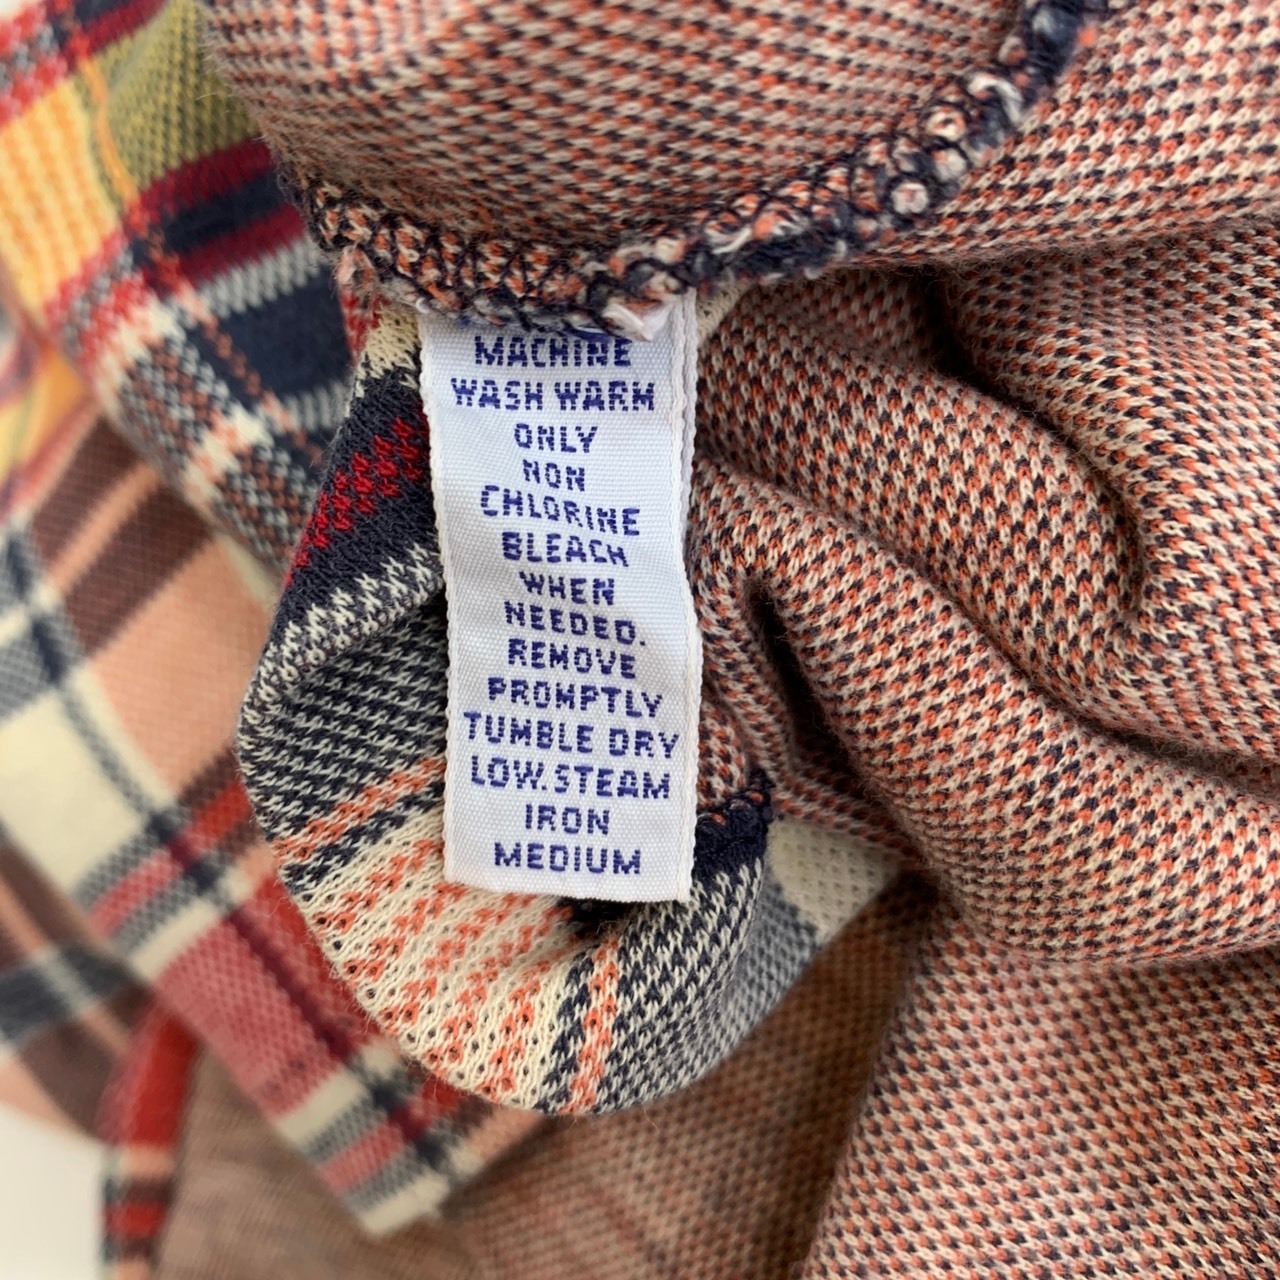 MACHINE
WASH WARM
ONLY
NON
CHLORINE
BLEACH
WHEN
NEEDED.
REMOVE
PROMPTLY
TUMBLE DRY
LOW.STEAM
IRON
MEDIUM